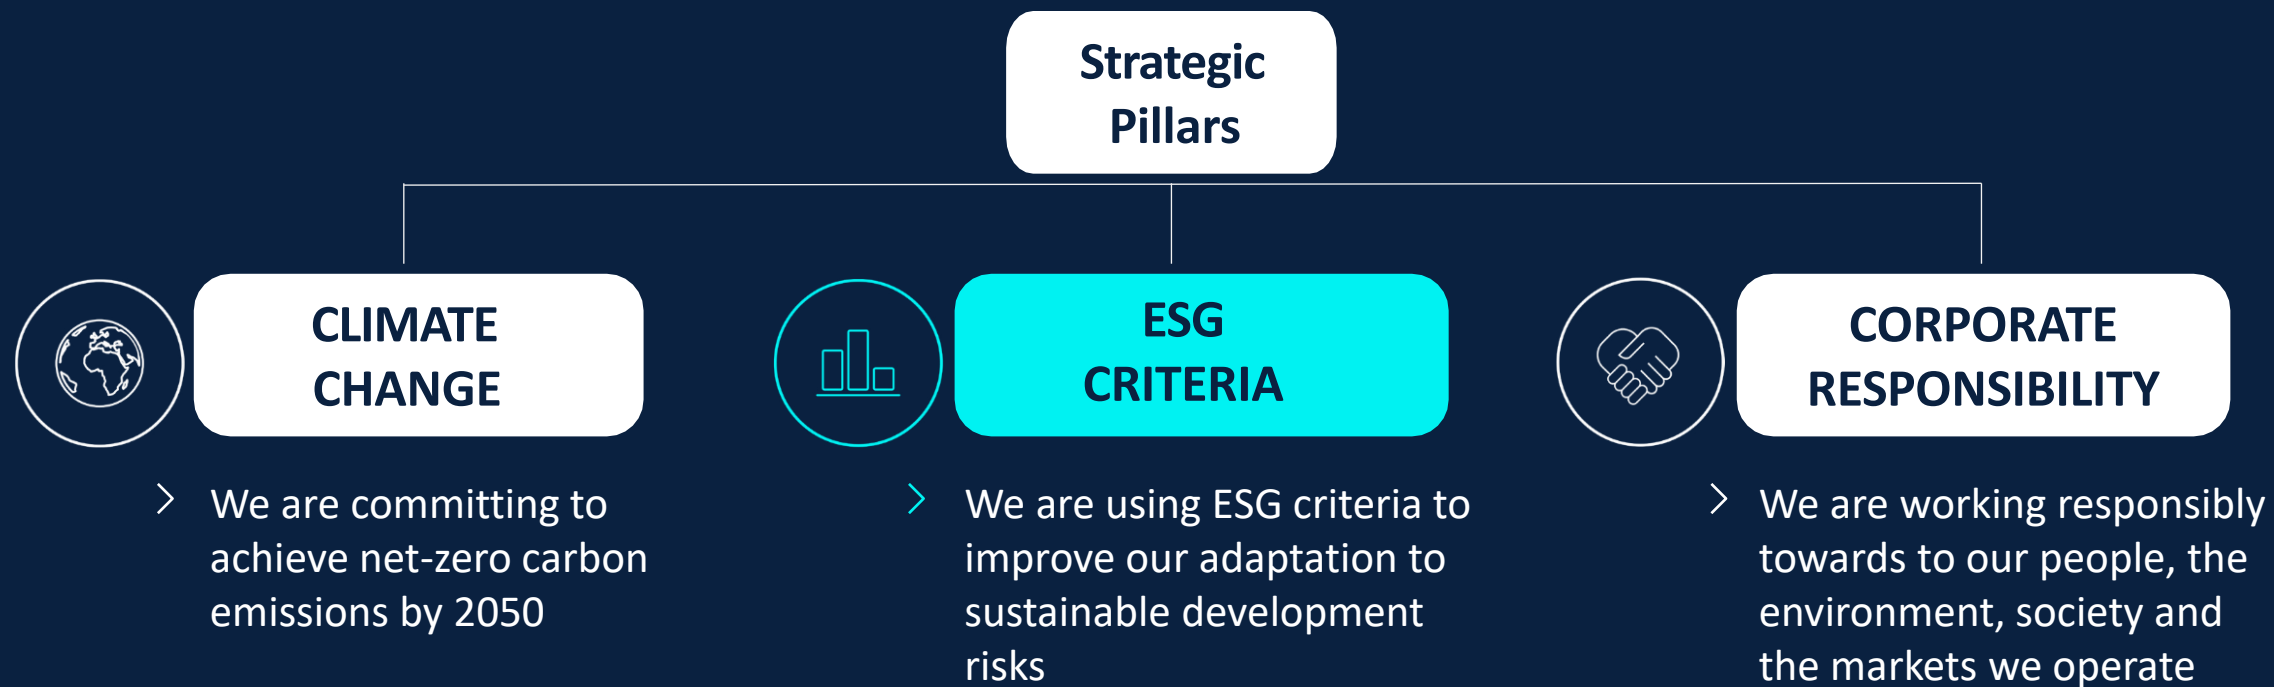 Strategic
Pillars
CLIMATE
CHANGE
We are committing to
achieve net-zero carbon
emissions by 2050
ESG
CRITERIA
We are using ESG criteria to
improve our adaptation to
sustainable development
risks
CORPORATE
RESPONSIBILITY
We are working responsibly
towards to our people, the
environment, society and
the markets we operate